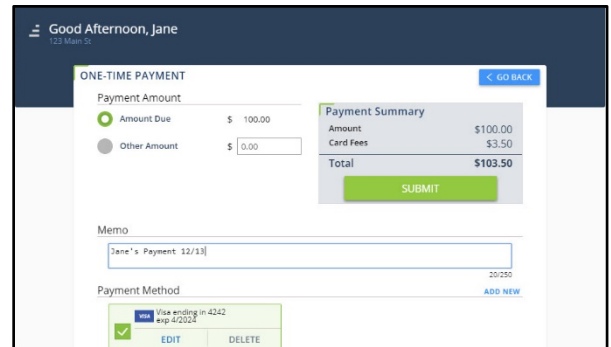 Good Afternoon, Jane
123 Main St
ONE-TIME PAYMENT
< GO BACK
Payment Amount
Amount Due $ 100.00
Other Amount $ 0.00
Payment Summary
Amount $100.00
Card Fees $3.50
Total $103.50
SUBMIT
Memo
Jane's Payment 12/13
20/250
Payment Method ADD NEW
VISA Visa ending in 4242
exp 4/2024
EDIT DELETE